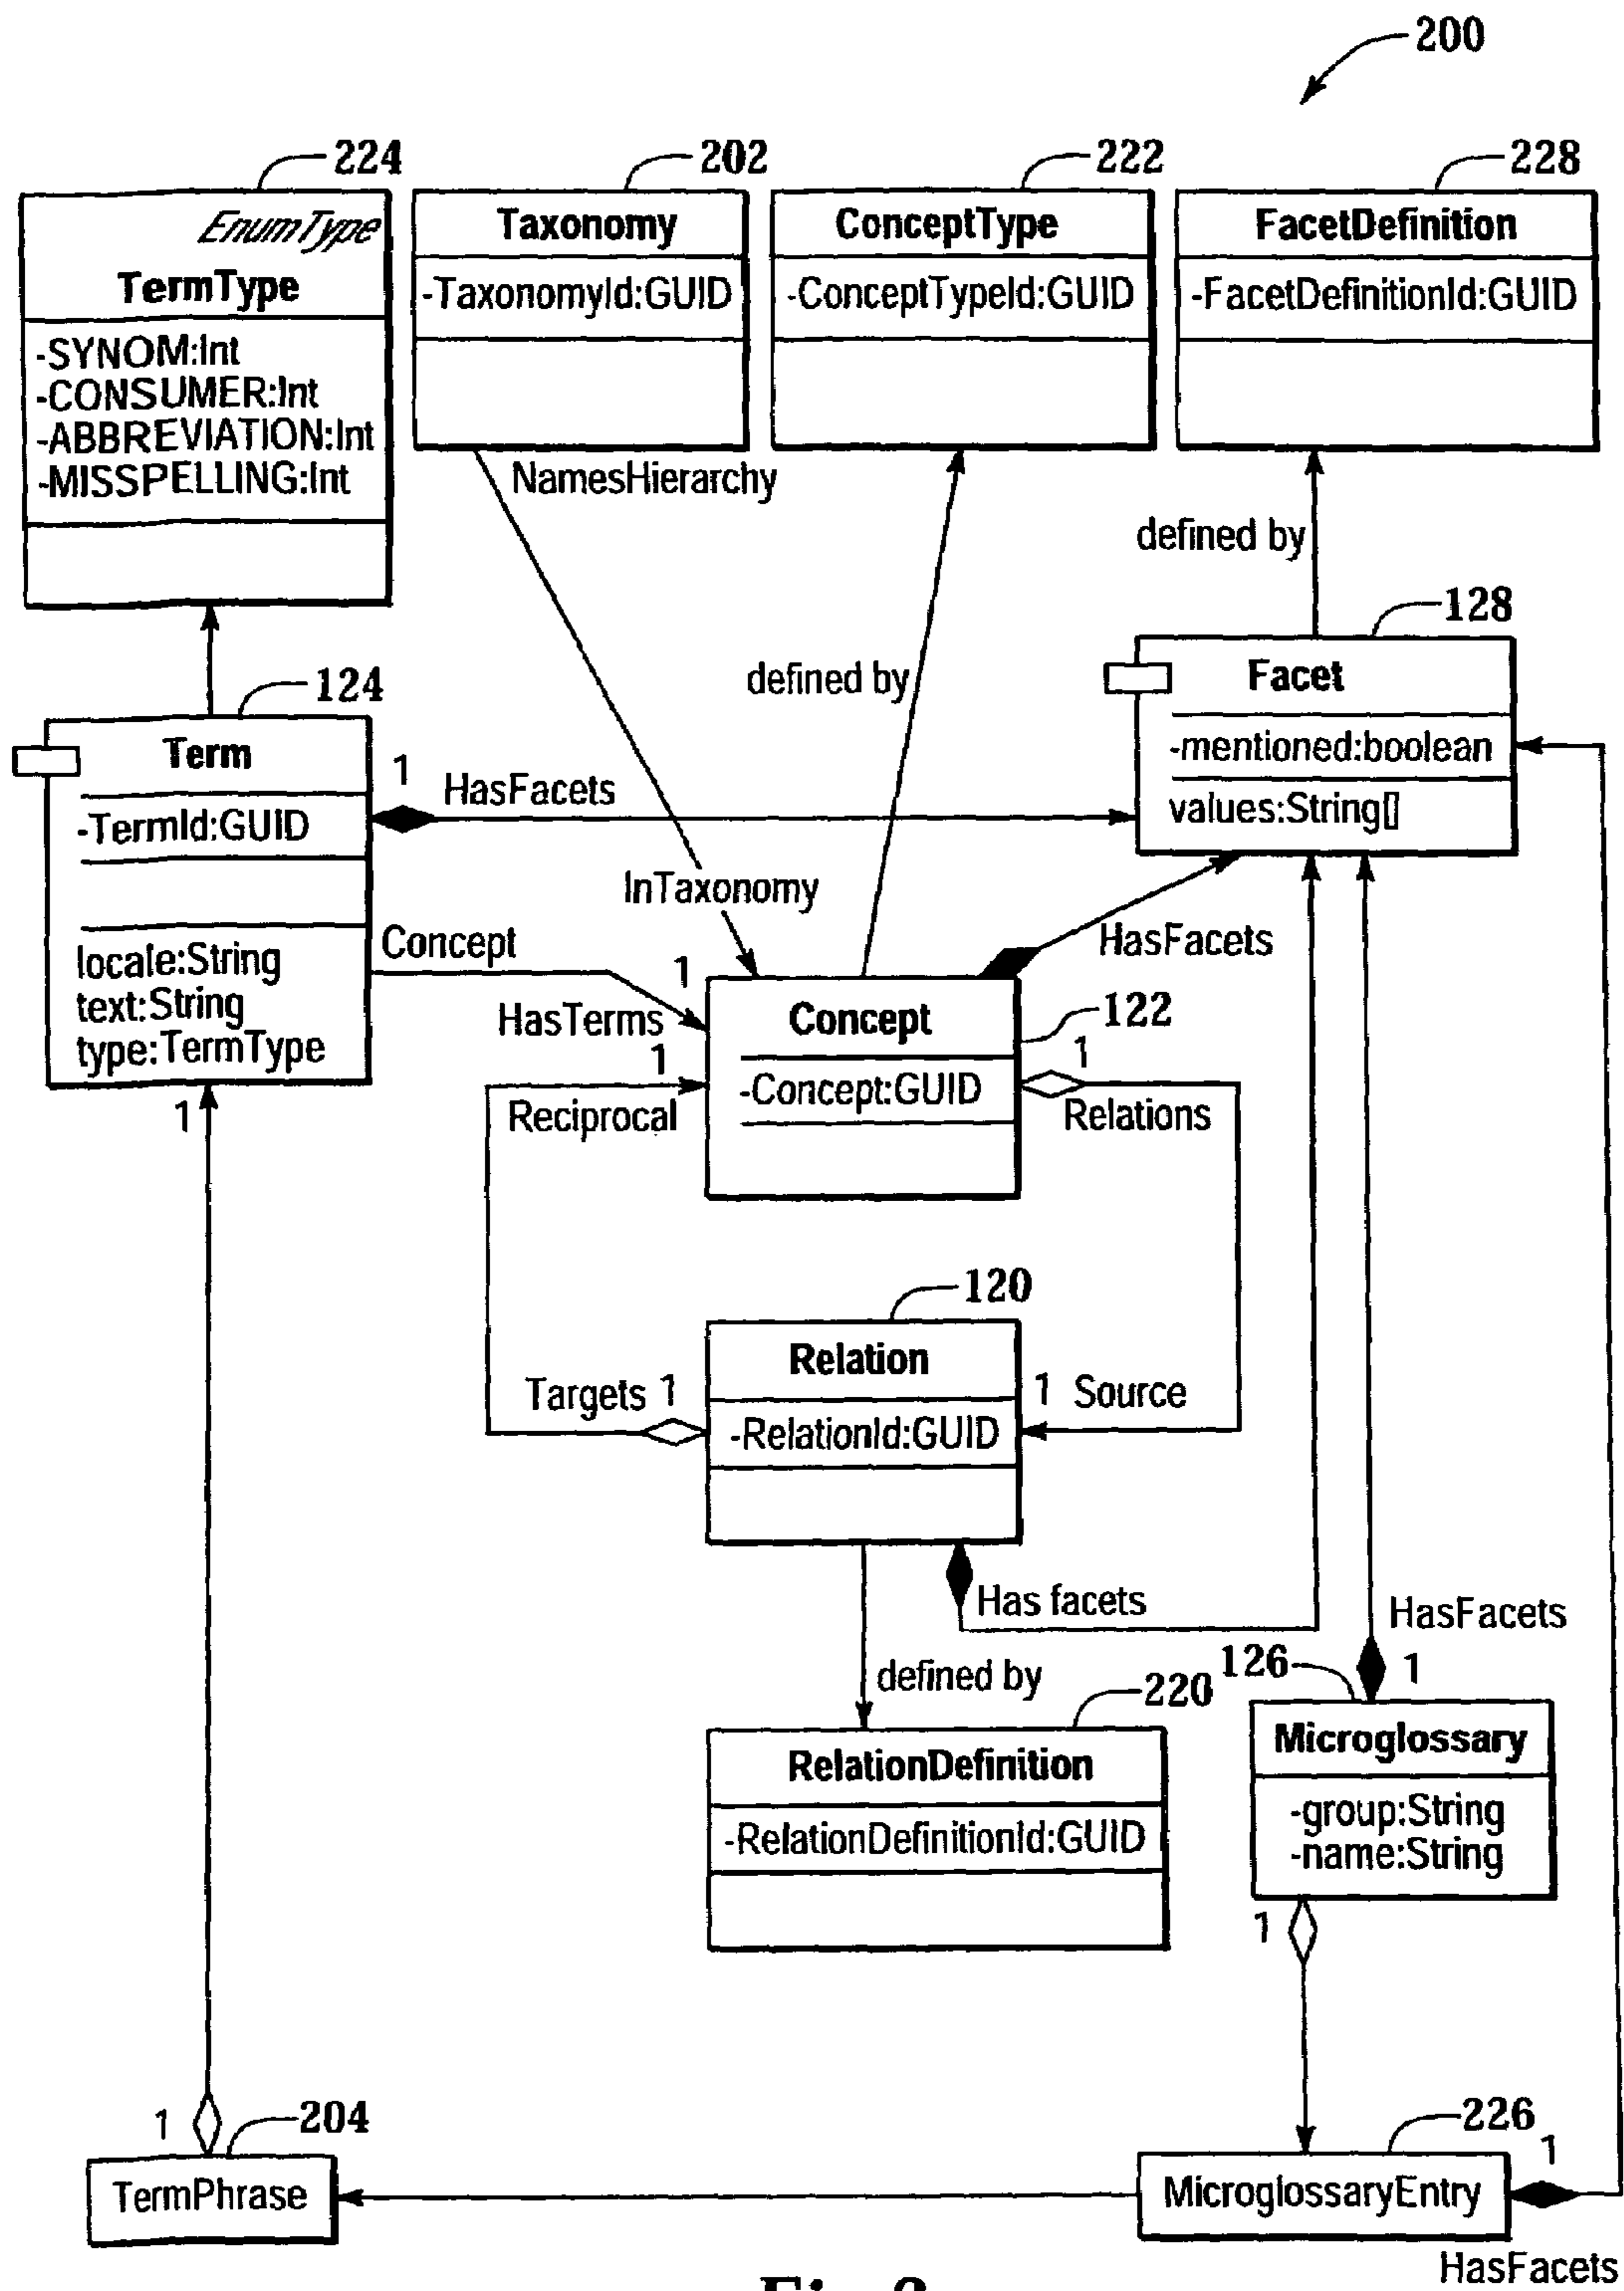 200
224
202
222
228
EnumType
TermType
-SYNOM:Int
-CONSUMER:Int
-ABBREVIATION:Int
-MISSPELLING:Int
Taxonomy
-TaxonomyId:GUID
ConceptType
-ConceptTypeId:GUID
FacetDefinition
-FacetDefinitionId:GUID
NamesHierarchy
defined by
defined by
128
Facet
-mentioned:boolean
values:String[]
124
Term
-TermId:GUID
locale:String
text:String
type:TermType
1
HasFacets
InTaxonomy
HasFacets
Concept
1
HasTerms
122
Concept
-Concept:GUID
1
Reciprocal
1
Relations
1
120
Relation
-RelationId:GUID
Targets 1
1 Source
Has facets
defined by
220
RelationDefinition
-RelationDefinitionId:GUID
HasFacets
126
1
Microglossary
-group:String
-name:String
1
1
204
TermPhrase
226
1
MicroglossaryEntry
HasFacets